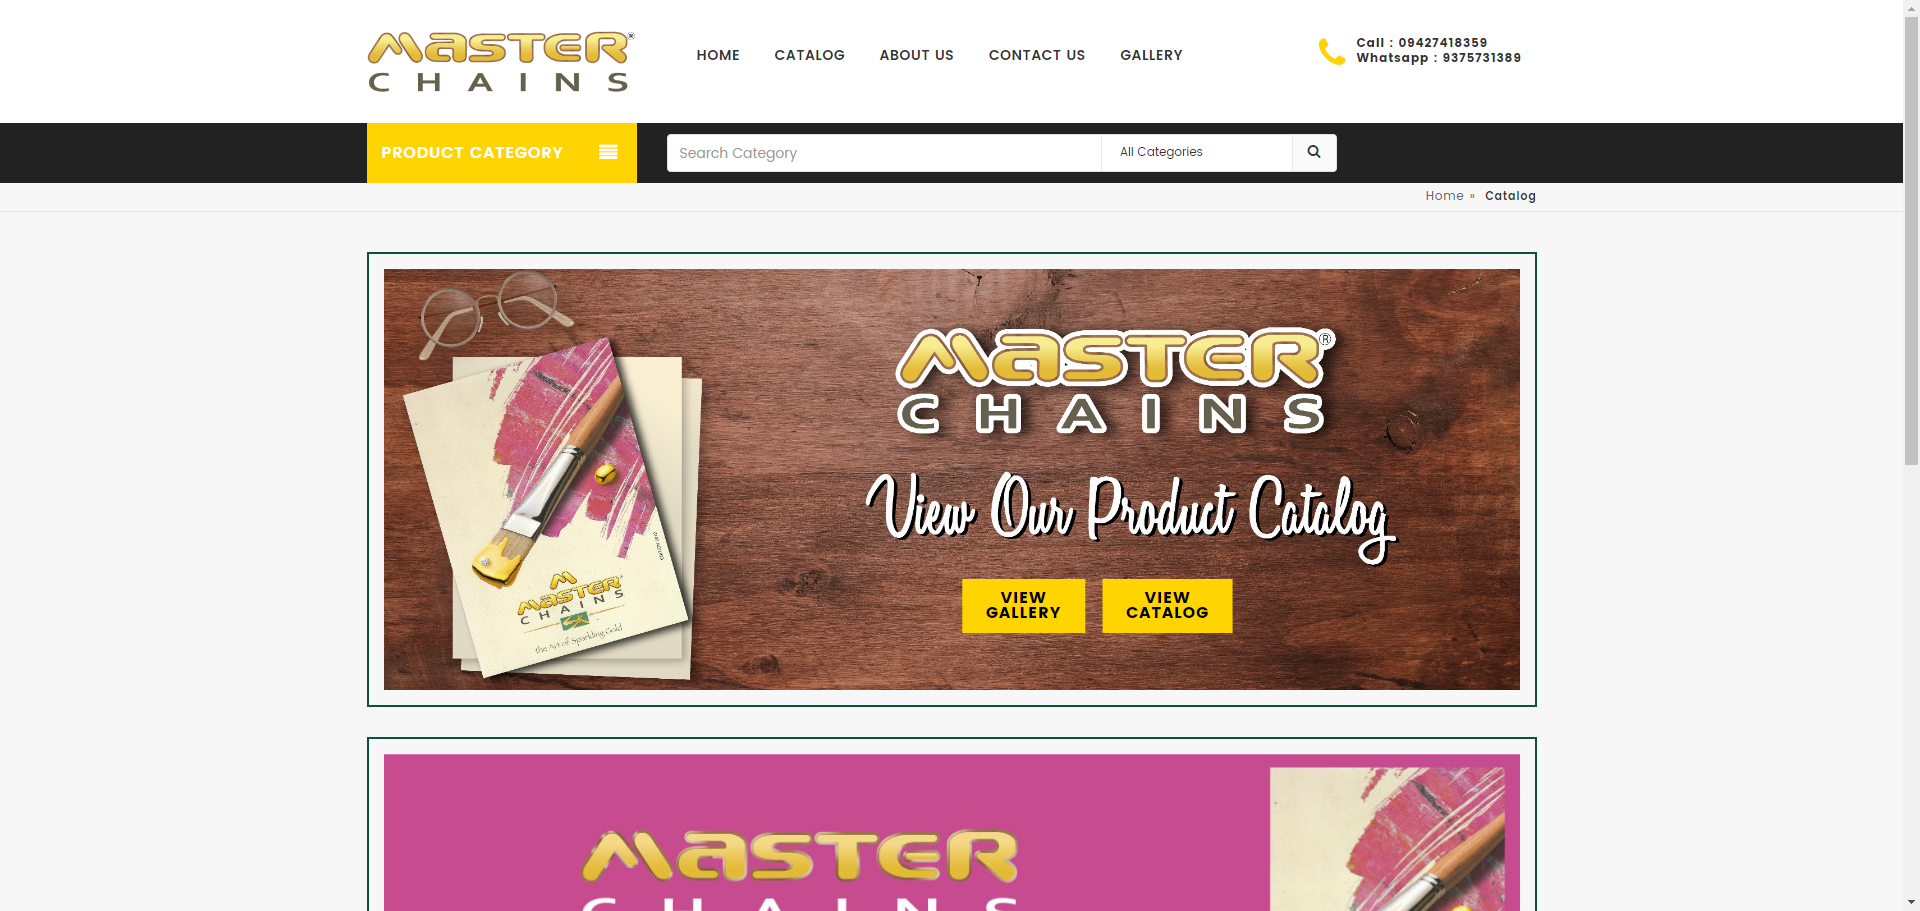 MASTER®
CHAINS
HOME CATALOG ABOUT US CONTACT US GALLERY
Call : 09427418359
Whatsapp : 9375731389
PRODUCT CATEGORY
Search Category
All Categories
Home » Catalog
MASTER®
CHAINS
View Our Product Catalog
VIEW GALLERY
VIEW CATALOG
MASTER
CHAINS
the Art of Sparkling Gold
MASTER
CHAINS